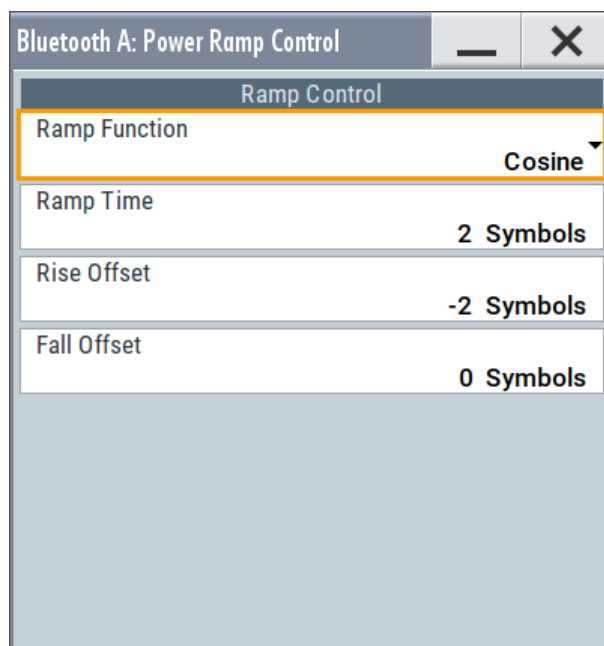 Bluetooth A: Power Ramp Control
Ramp Control
Ramp Function
Cosine
Ramp Time
2 Symbols
Rise Offset
-2 Symbols
Fall Offset
0 Symbols